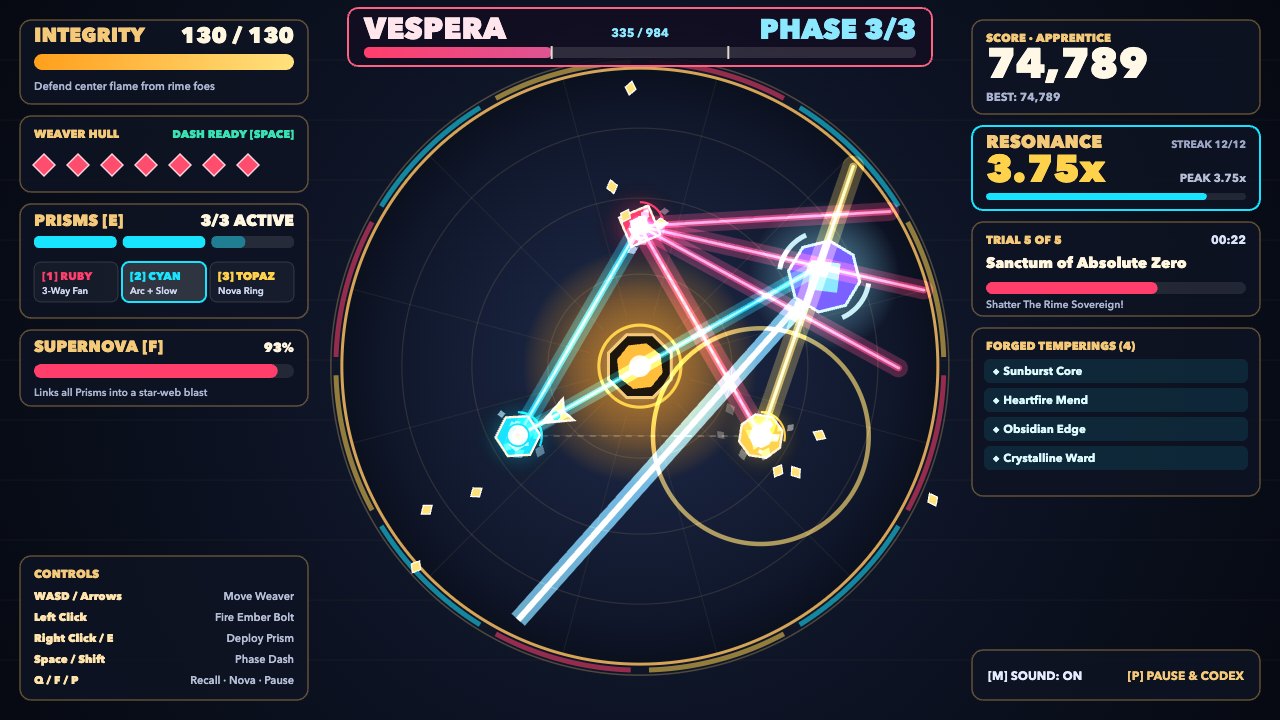 INTEGRITY 130 / 130
Defend center flame from rime foes
WEAVER HULL DASH READY [SPACE]
PRISMS [E] 3/3 ACTIVE
[1] RUBY
3-Way Fan
[2] CYAN
Arc + Slow
[3] TOPAZ
Nova Ring
SUPERNOVA [F] 93%
Links all Prisms into a star-web blast
CONTROLS
WASD / Arrows Move Weaver
Left Click Fire Ember Bolt
Right Click / E Deploy Prism
Space / Shift Phase Dash
Q / F / P Recall · Nova · Pause
VESPERA 335 / 984 PHASE 3/3
SCORE · APPRENTICE
74,789
BEST: 74,789
RESONANCE STREAK 12/12
3.75x PEAK 3.75x
TRIAL 5 OF 5 00:22
Sanctum of Absolute Zero
Shatter The Rime Sovereign!
FORGED TEMPERINGS (4)
◆ Sunburst Core
◆ Heartfire Mend
◆ Obsidian Edge
◆ Crystalline Ward
[M] SOUND: ON [P] PAUSE & CODEX